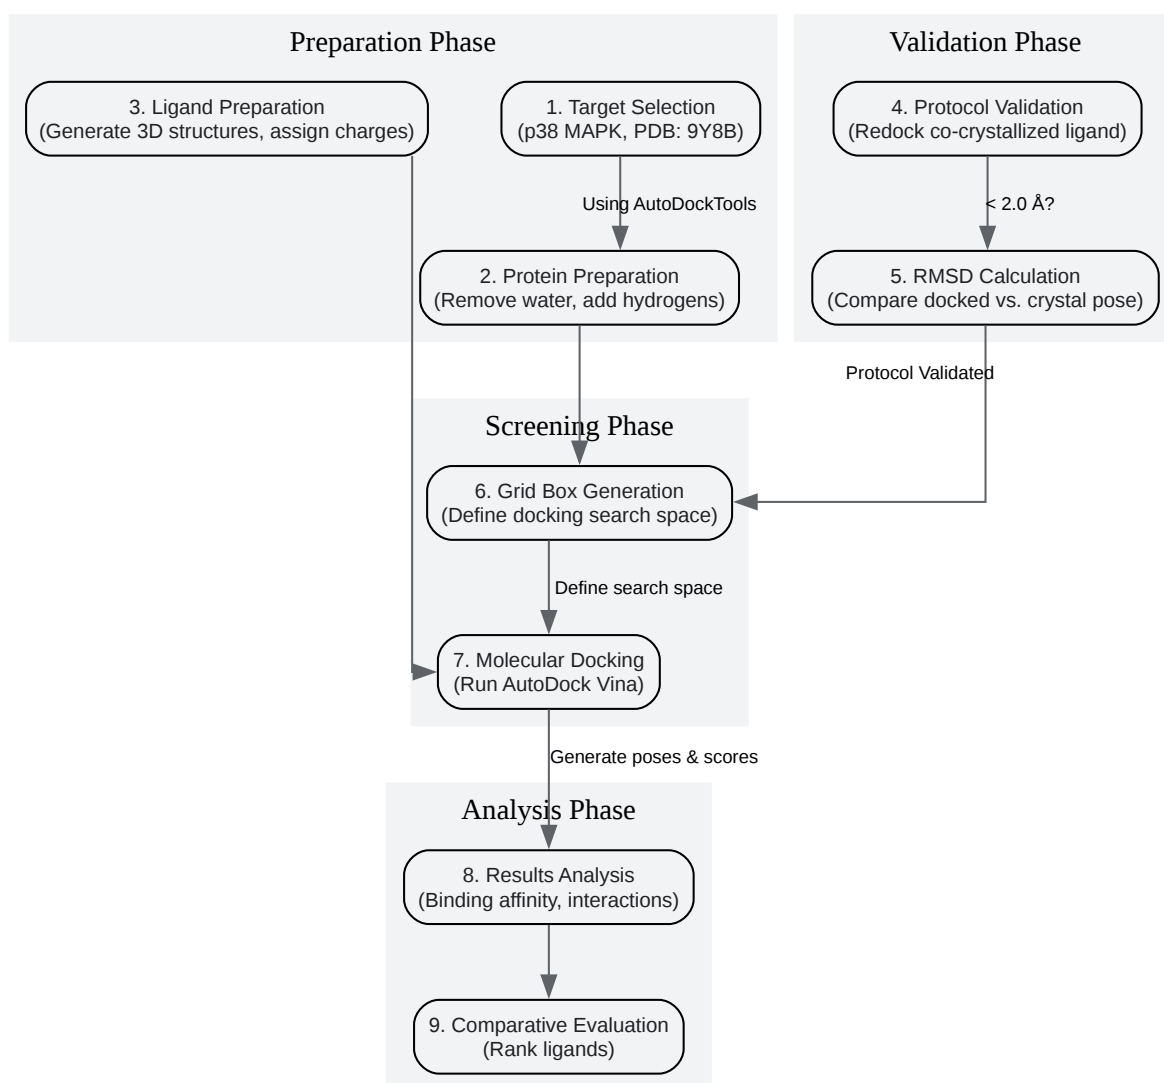 Preparation Phase
3. Ligand Preparation
(Generate 3D structures, assign charges)
1. Target Selection
(p38 MAPK, PDB: 9Y8B)
Using AutoDockTools
2. Protein Preparation
(Remove water, add hydrogens)
Validation Phase
4. Protocol Validation
(Redock co-crystallized ligand)
< 2.0 Å?
5. RMSD Calculation
(Compare docked vs. crystal pose)
Protocol Validated
Screening Phase
6. Grid Box Generation
(Define docking search space)
Define search space
7. Molecular Docking
(Run AutoDock Vina)
Generate poses & scores
Analysis Phase
8. Results Analysis
(Binding affinity, interactions)
9. Comparative Evaluation
(Rank ligands)